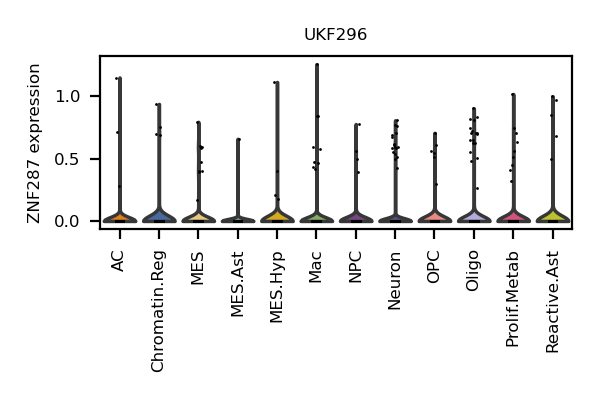 UKF296
ZNF287 expression
1.0
0.5
0.0
AC
Chromatin.Reg
MES
MES.Ast
MES.Hyp
Mac
NPC
Neuron
OPC
Oligo
Prolif.Metab
Reactive.Ast